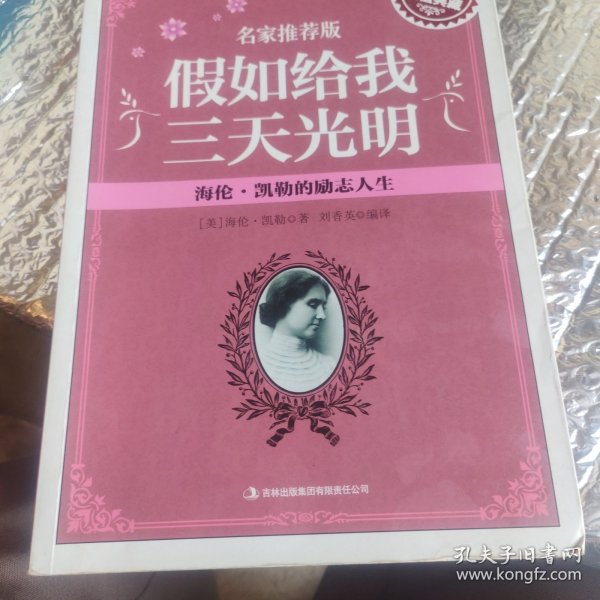 名家推荐版
假如给我
三天光明
海伦·凯勒的励志人生
[美]海伦·凯勒◎著 刘香英◎编译
吉林出版集团有限责任公司
孔夫子旧书网
www.kongfz.com